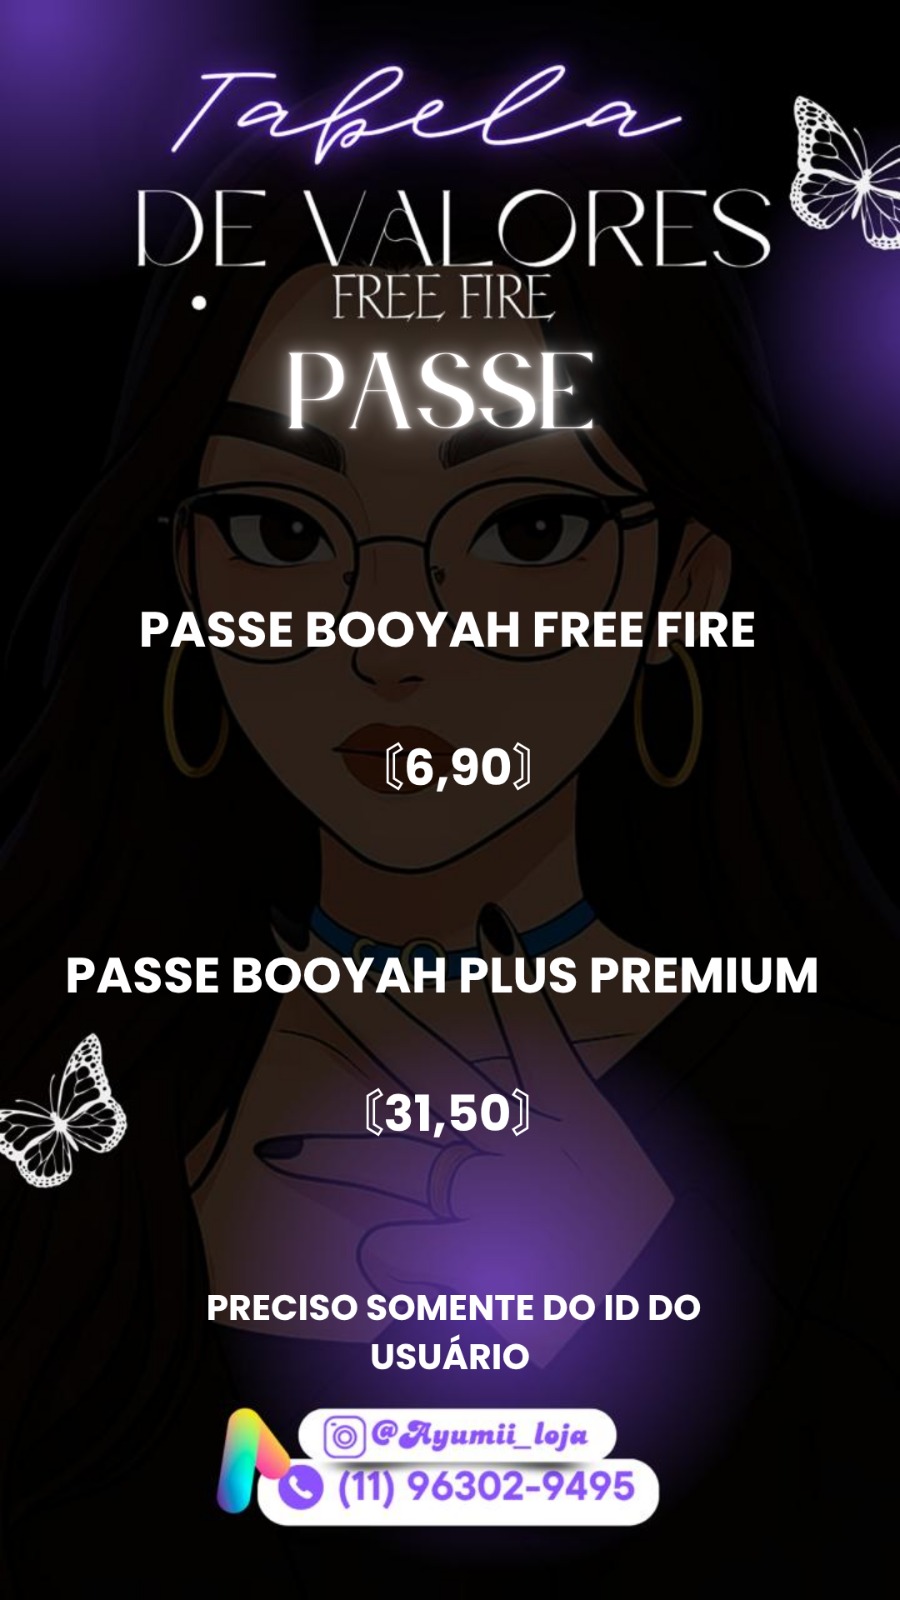 Tabela
DE VALORES
FREE FIRE
PASSE
PASSE BOOYAH FREE FIRE
〖6,90〗
PASSE BOOYAH PLUS PREMIUM
〖31,50〗
PRECISO SOMENTE DO ID DO
USUÁRIO
@Ayumii_loja
(11) 96302-9495